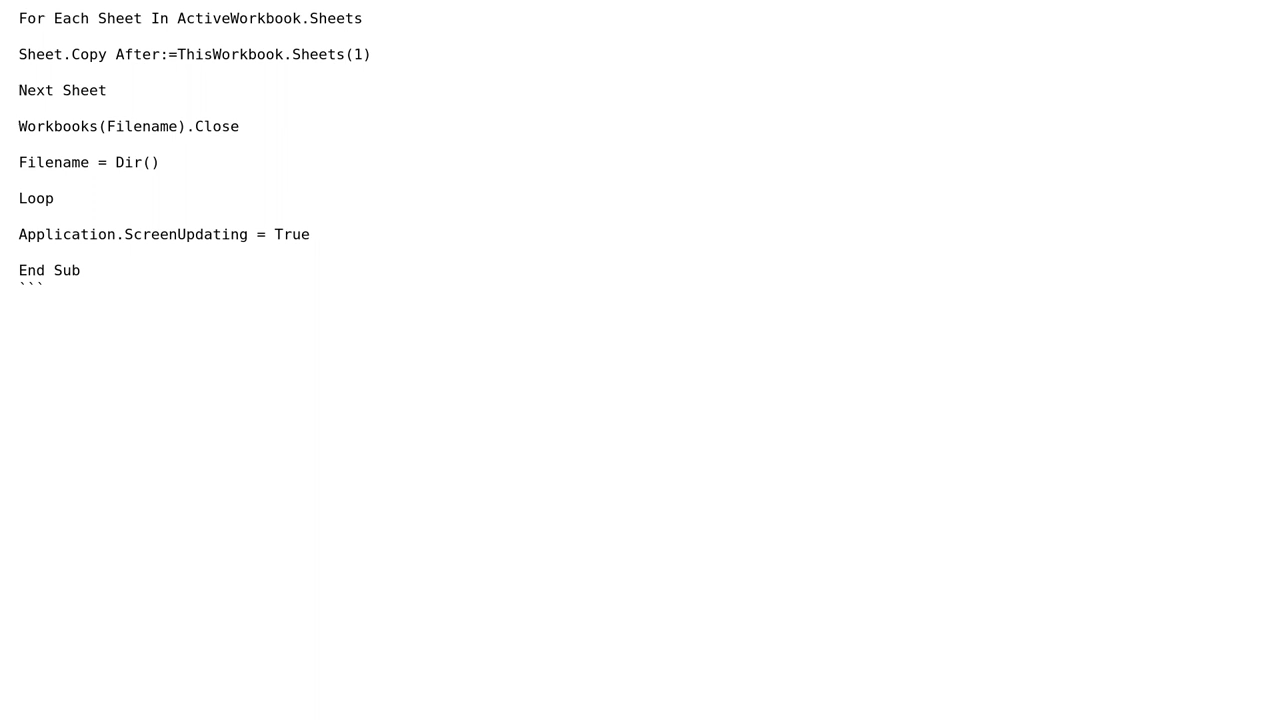 For Each Sheet In ActiveWorkbook.Sheets
Sheet.Copy After:=ThisWorkbook.Sheets(1)
Next Sheet
Workbooks(Filename).Close
Filename = Dir()
Loop
Application.ScreenUpdating = True
End Sub
```